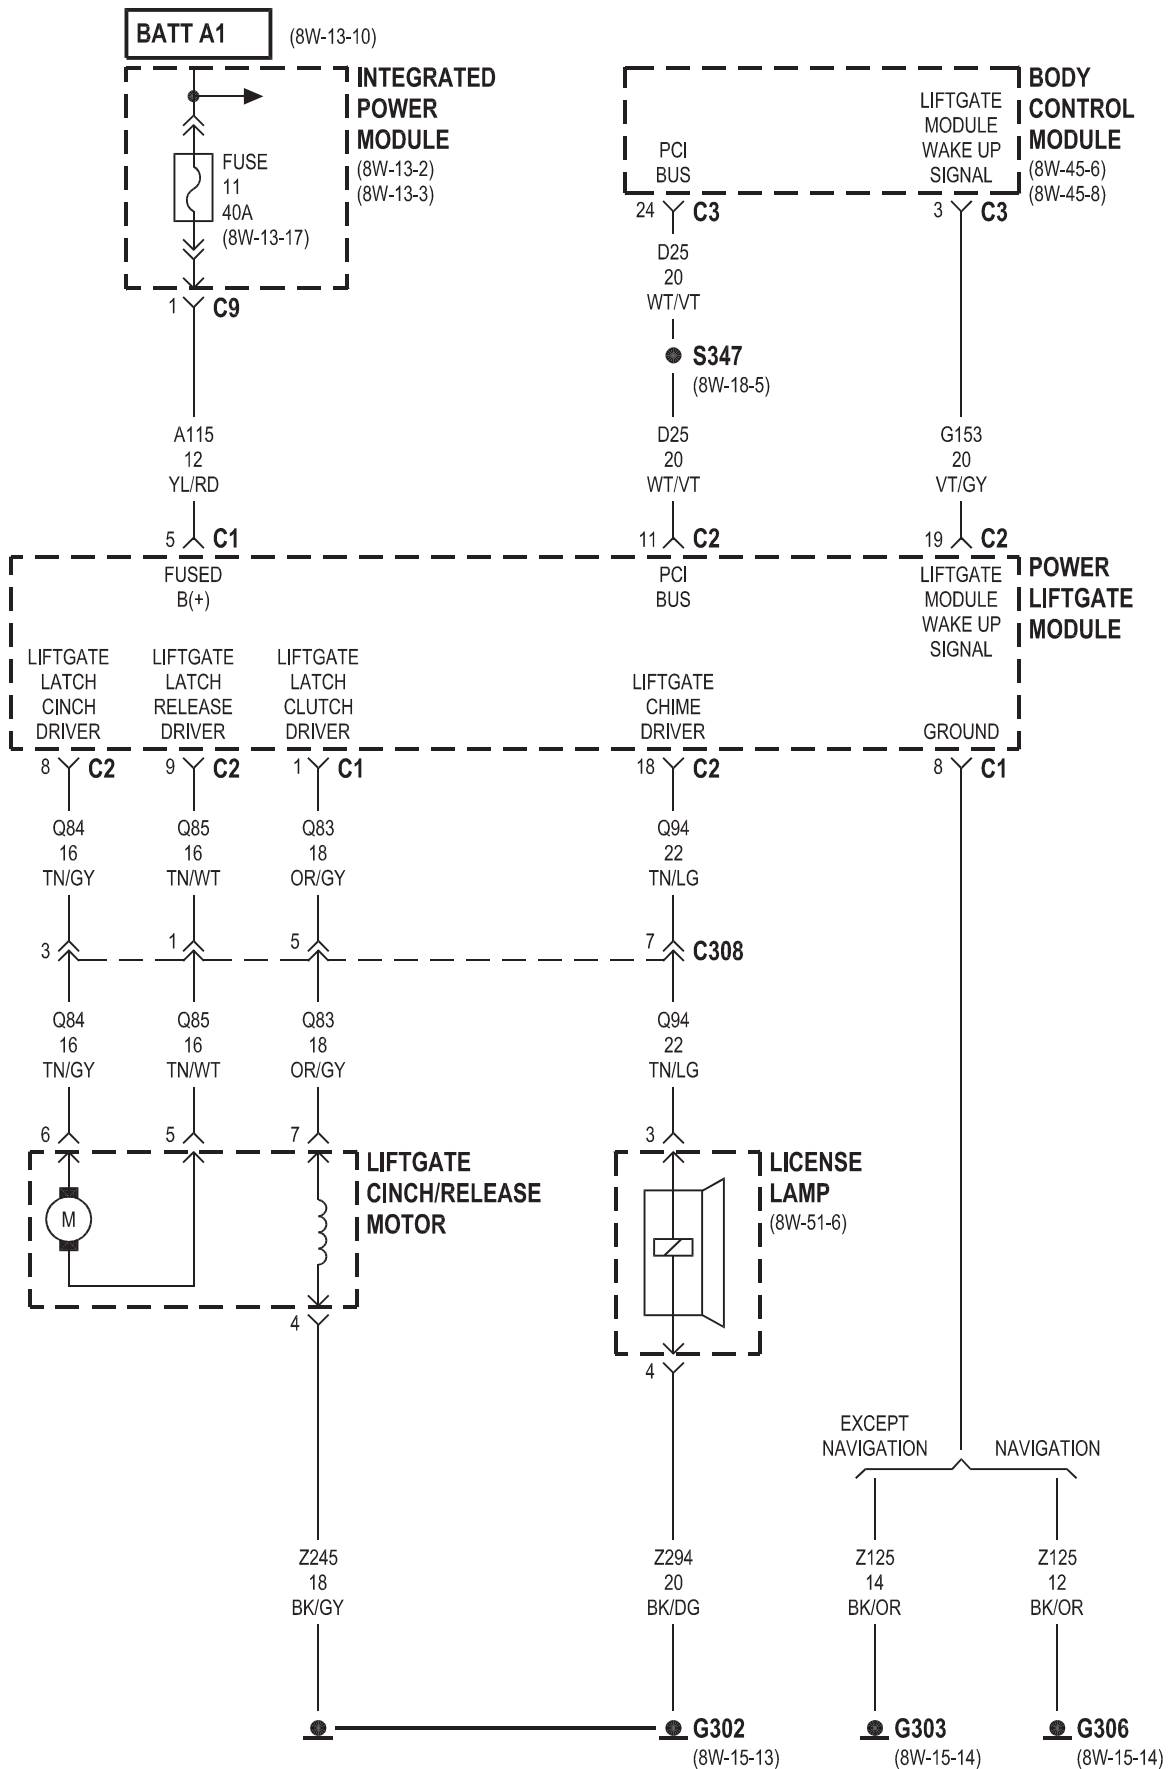 BATT A1 (8W-13-10)
INTEGRATED
POWER
MODULE
(8W-13-2)
(8W-13-3)
FUSE
11
40A
(8W-13-17)
1 C9
BODY
CONTROL
MODULE
(8W-45-6)
(8W-45-8)
PCI
BUS
LIFTGATE
MODULE
WAKE UP
SIGNAL
24 C3
3 C3
D25
20
WT/VT
S347
(8W-18-5)
A115
12
YL/RD
D25
20
WT/VT
G153
20
VT/GY
5 C1
11 C2
19 C2
FUSED
B(+)
PCI
BUS
LIFTGATE
MODULE
WAKE UP
SIGNAL
POWER
LIFTGATE
MODULE
LIFTGATE
LATCH
CINCH
DRIVER
LIFTGATE
LATCH
RELEASE
DRIVER
LIFTGATE
LATCH
CLUTCH
DRIVER
LIFTGATE
CHIME
DRIVER
GROUND
8 C2
9 C2
1 C1
18 C2
8 C1
Q84
16
TN/GY
Q85
16
TN/WT
Q83
18
OR/GY
Q94
22
TN/LG
3
1
5
7 C308
Q84
16
TN/GY
Q85
16
TN/WT
Q83
18
OR/GY
Q94
22
TN/LG
6
5
7
3
LIFTGATE
CINCH/RELEASE
MOTOR
M
4
LICENSE
LAMP
(8W-51-6)
4
EXCEPT
NAVIGATION
NAVIGATION
Z245
18
BK/GY
Z294
20
BK/DG
Z125
14
BK/OR
Z125
12
BK/OR
G302
(8W-15-13)
G303
(8W-15-14)
G306
(8W-15-14)